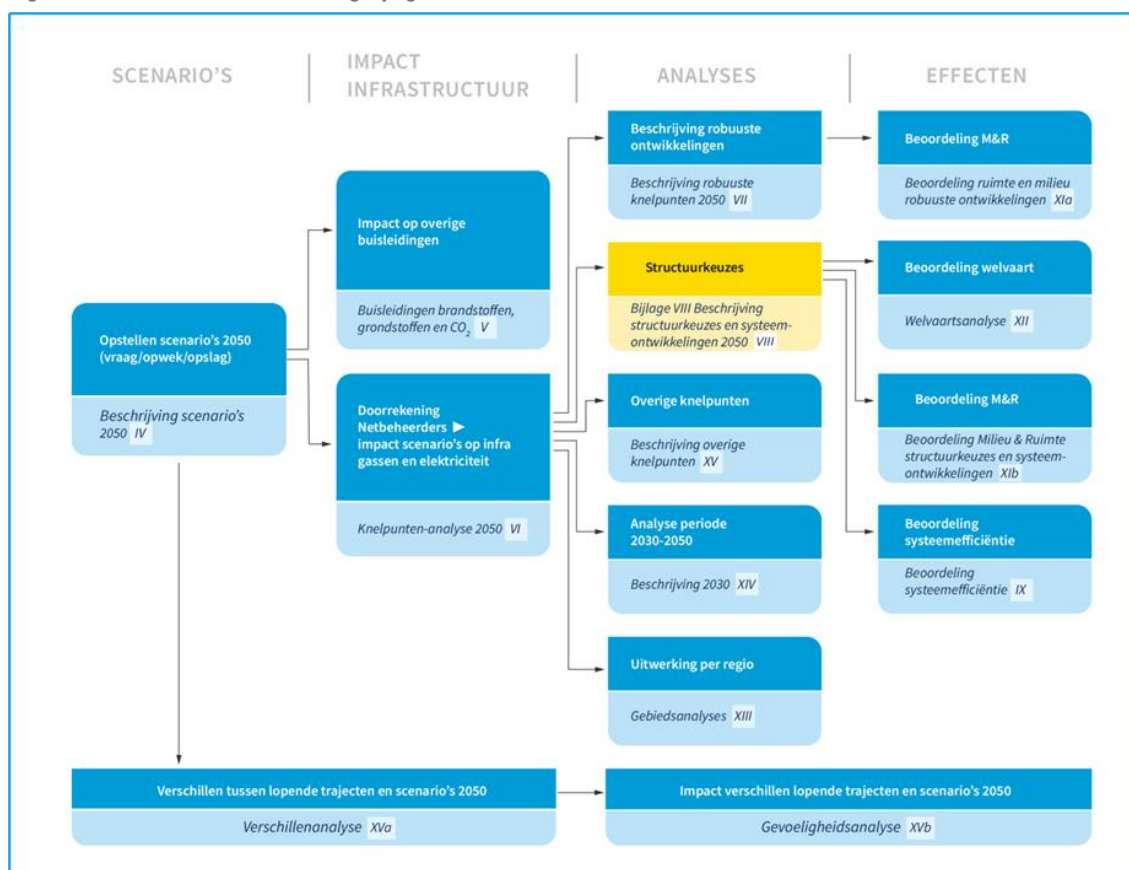 SCENARIO'S
IMPACT
INFRASTRUCTUUR
ANALYSES
EFFECTEN
Opstellen scenario's 2050
(vraag/opwek/opslag)
Beschrijving scenario's
2050 IV
Impact op overige
buisleidingen
Buisleidingen brandstoffen,
grondstoffen en CO₂ V
Doorrekening
Netbeheerders ▶
impact scenario's op infra
gassen en elektriciteit
Knelpunten-analyse 2050 VI
Beschrijving robuuste
ontwikkelingen
Beschrijving robuuste
knelpunten 2050 VII
Structuurkeuzes
Bijlage VIII Beschrijving
structuurkeuzes en systeem-
ontwikkelingen 2050 VIII
Overige knelpunten
Beschrijving overige
knelpunten XV
Analyse periode
2030-2050
Beschrijving 2030 XIV
Uitwerking per regio
Gebiedsanalyses XIII
Beoordeling M&R
Beoordeling ruimte en milieu
robuuste ontwikkelingen XIa
Beoordeling welvaart
Welvaartsanalyse XII
Beoordeling M&R
Beoordeling Milieu & Ruimte
structuurkeuzes en systeem-
ontwikkelingen XIb
Beoordeling
systeemefficiëntie
Beoordeling
systeemefficiëntie IX
Verschillen tussen lopende trajecten en scenario's 2050
Verschillenanalyse XVa
Impact verschillen lopende trajecten en scenario's 2050
Gevoeligheidsanalyse XVb